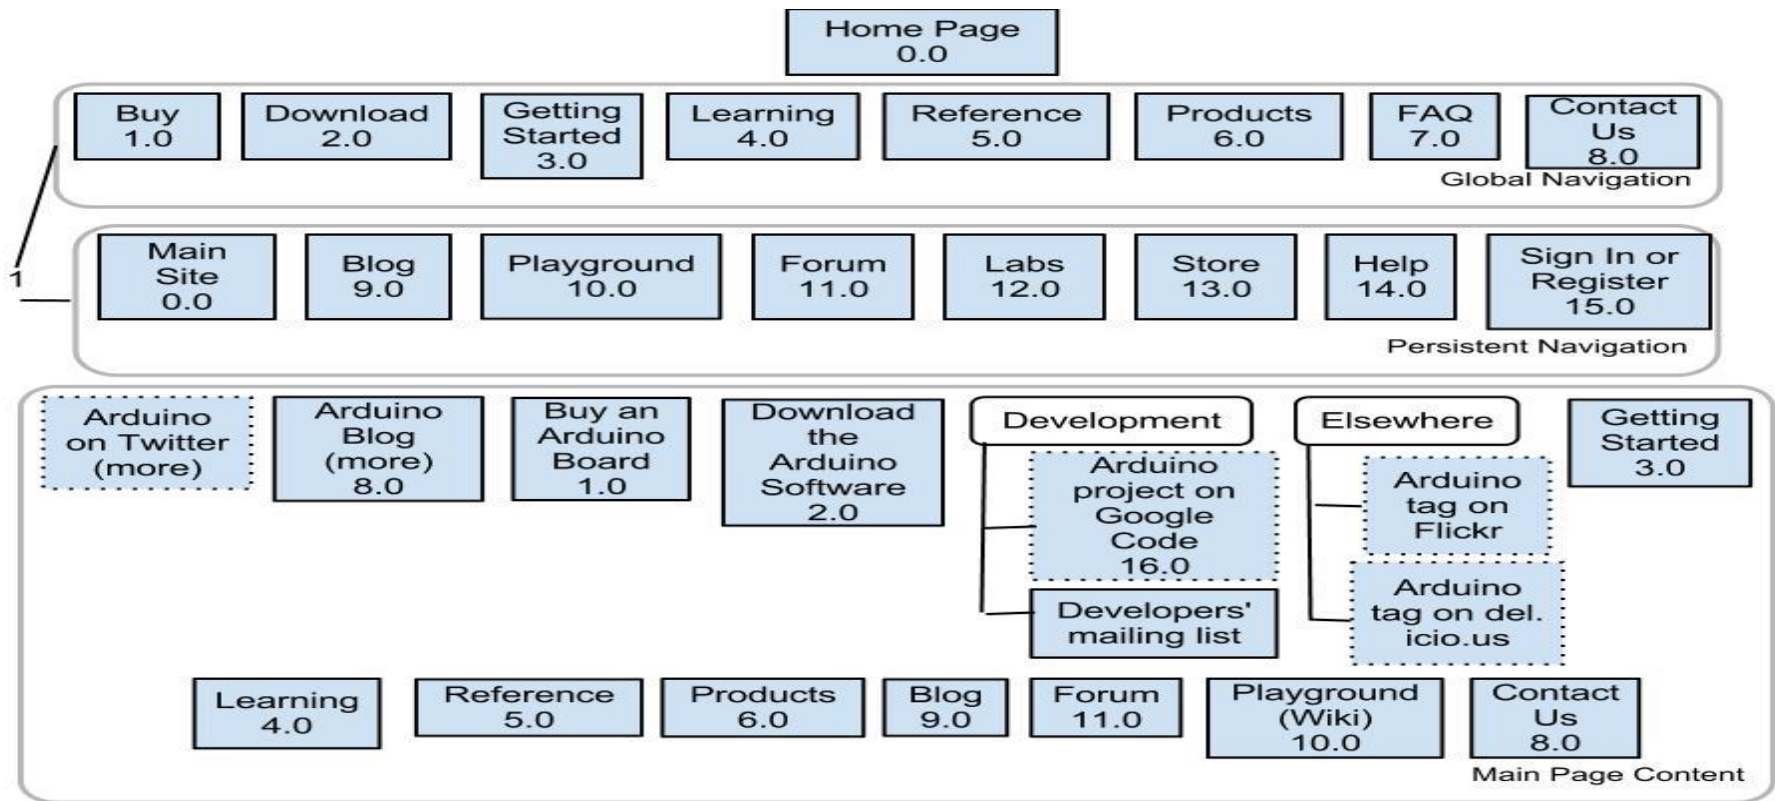 Home Page
0.0
Buy
1.0
Download
2.0
Getting
Started
3.0
Learning
4.0
Reference
5.0
Products
6.0
FAQ
7.0
Contact
Us
8.0
Global Navigation
1
Main
Site
0.0
Blog
9.0
Playground
10.0
Forum
11.0
Labs
12.0
Store
13.0
Help
14.0
Sign In or
Register
15.0
Persistent Navigation
Arduino
on Twitter
(more)
Arduino
Blog
(more)
8.0
Buy an
Arduino
Board
1.0
Download
the
Arduino
Software
2.0
Development
Arduino
project on
Google
Code
16.0
Developers'
mailing list
Elsewhere
Arduino
tag on
Flickr
Arduino
tag on del.
icio.us
Getting
Started
3.0
Learning
4.0
Reference
5.0
Products
6.0
Blog
9.0
Forum
11.0
Playground
(Wiki)
10.0
Contact
Us
8.0
Main Page Content